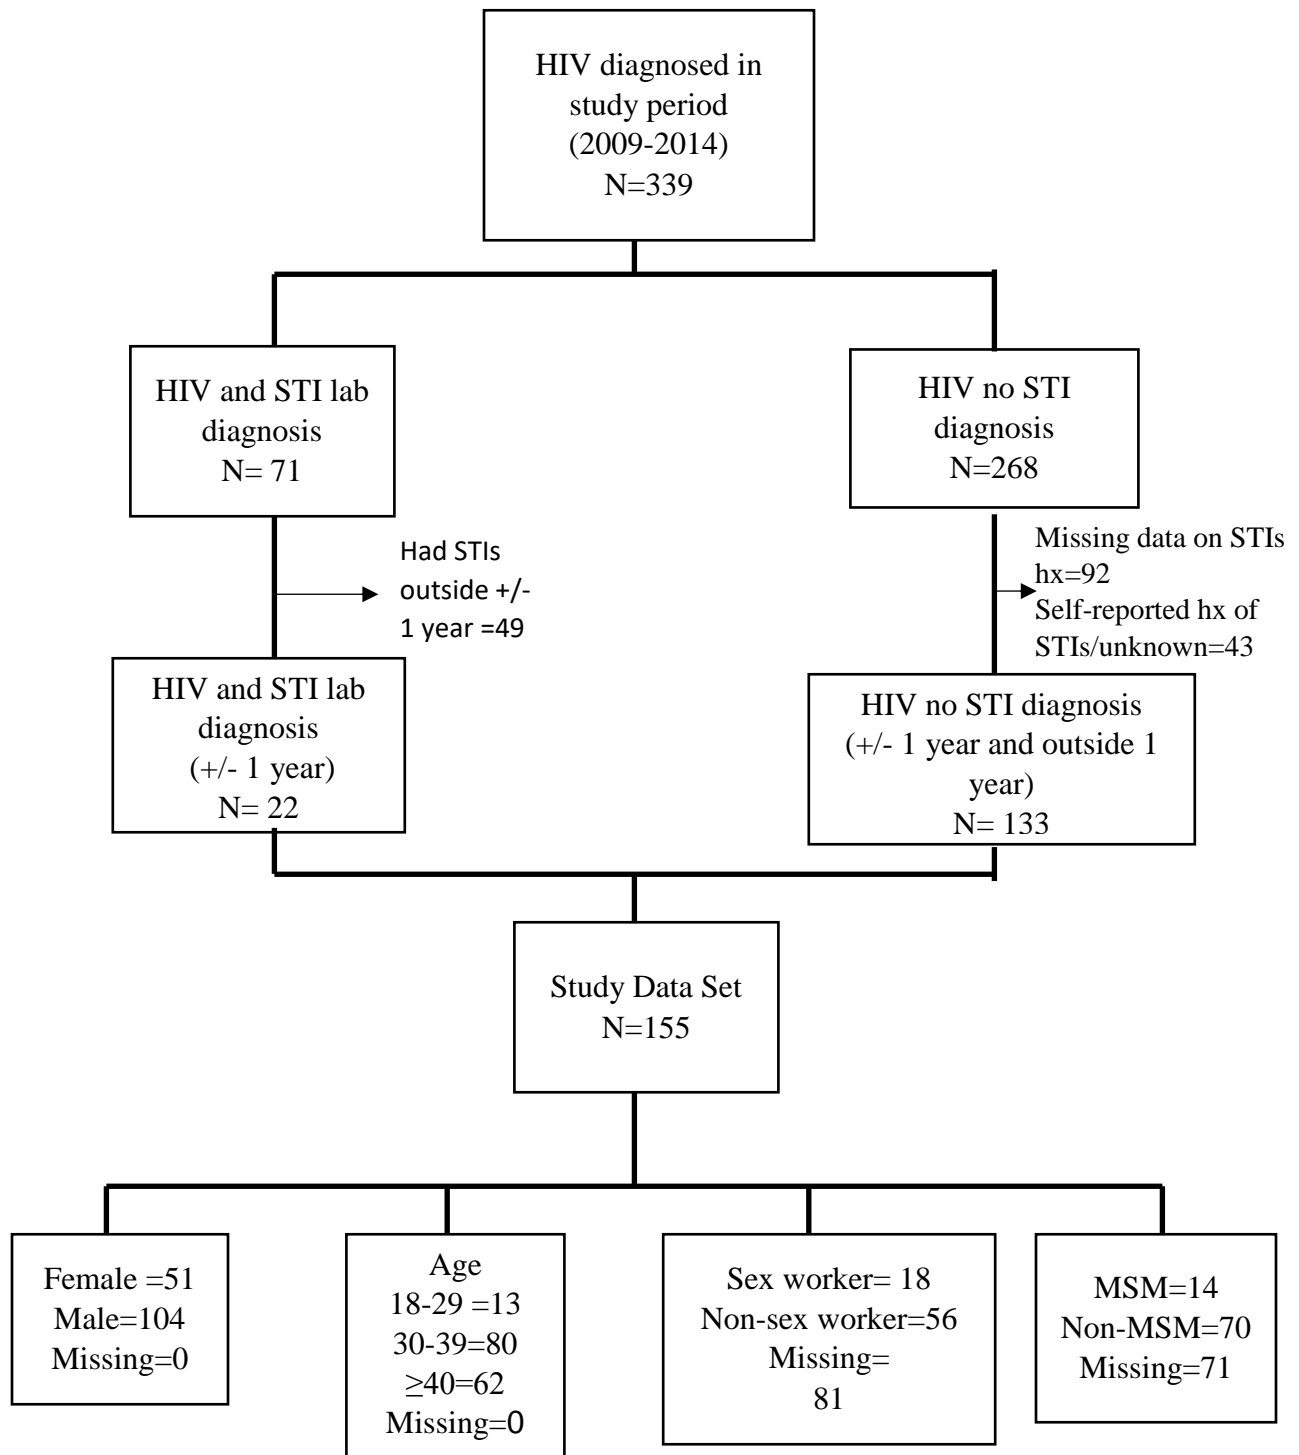 HIV diagnosed in
study period
(2009-2014)
N=339
HIV and STI lab
diagnosis
N= 71
HIV no STI
diagnosis
N=268
Had STIs
outside +/-
1 year =49
Missing data on STIs
hx=92
Self-reported hx of
STIs/unknown=43
HIV and STI lab
diagnosis
(+/- 1 year)
N= 22
HIV no STI diagnosis
(+/- 1 year and outside 1
year)
N= 133
Study Data Set
N=155
Female =51
Male=104
Missing=0
Age
18-29 =13
30-39=80
≥40=62
Missing=0
Sex worker= 18
Non-sex worker=56
Missing=
81
MSM=14
Non-MSM=70
Missing=71